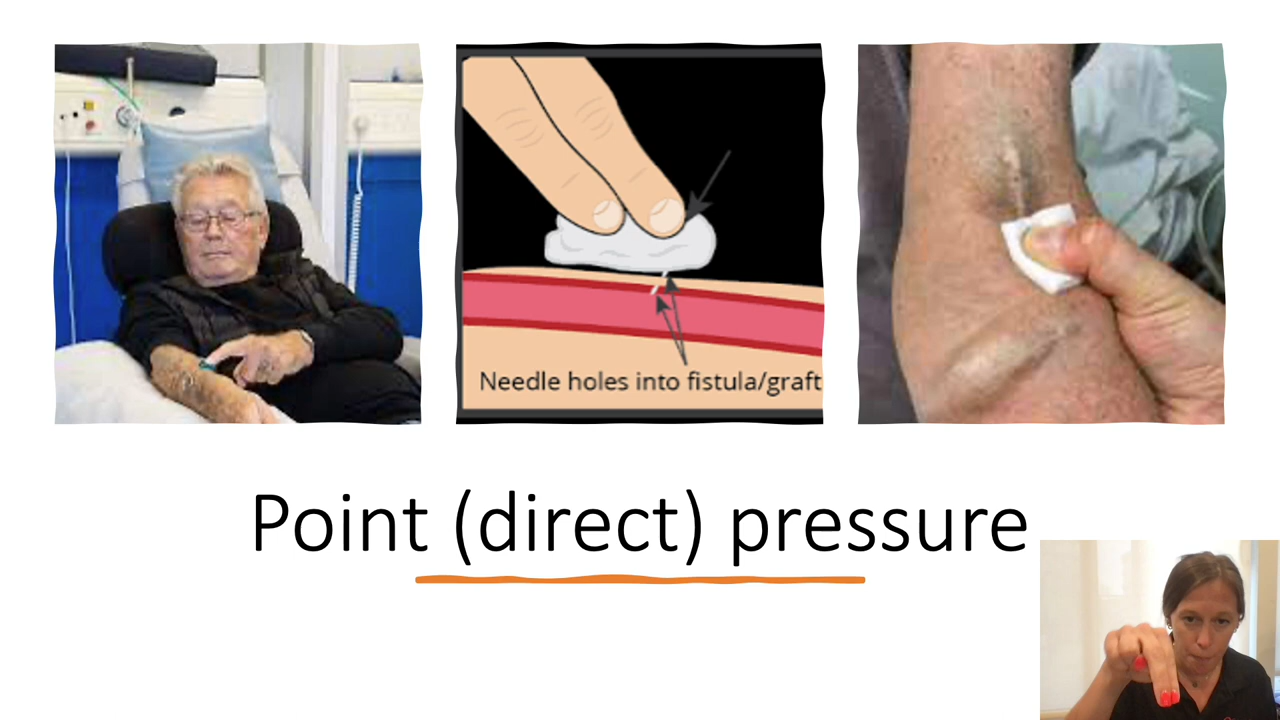 Needle holes into fistula/graft
Point (direct) pressure